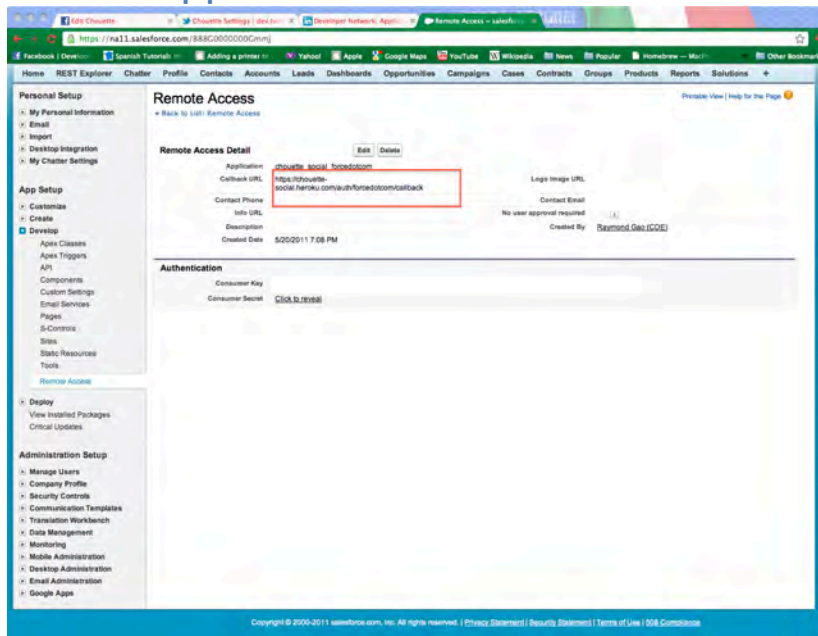 Edit Chouette
Chouette Settings | dev.tw
Developer Network: Applic
Remote Access ~ salesforce
https://na11.salesforce.com/888G0000000Gmmj
Facebook | Develop
Spanish Tutorials
Adding a printer to
Yahoo!
Apple
Google Maps
YouTube
Wikipedia
News
Popular
Homebrew — MacP
Other Bookmar
Home REST Explorer Chatter Profile Contacts Accounts Leads Dashboards Opportunities Campaigns Cases Contracts Groups Products Reports Solutions +
Personal Setup
My Personal Information
Email
Import
Desktop Integration
My Chatter Settings
App Setup
Customize
Create
Develop
Apex Classes
Apex Triggers
API
Components
Custom Settings
Email Services
Pages
S-Controls
Sites
Static Resources
Tools
Remote Access
Deploy
View Installed Packages
Critical Updates
Administration Setup
Manage Users
Company Profile
Security Controls
Communication Templates
Translation Workbench
Data Management
Monitoring
Mobile Administration
Desktop Administration
Email Administration
Google Apps
Remote Access
Printable View | Help for this Page
« Back to List: Remote Access
Remote Access Detail Edit Delete
Application chouette_social_forcedotcom
Callback URL https://chouette-
social.heroku.com/auth/forcedotcom/callback
Logo Image URL
Contact Phone Contact Email
Info URL No user approval required
Description Created By Raymond Gao (COE)
Created Date 5/20/2011 7:08 PM
Authentication
Consumer Key
Consumer Secret Click to reveal
Copyright © 2000-2011 salesforce.com, inc. All rights reserved. | Privacy Statement | Security Statement | Terms of Use | 508 Compliance